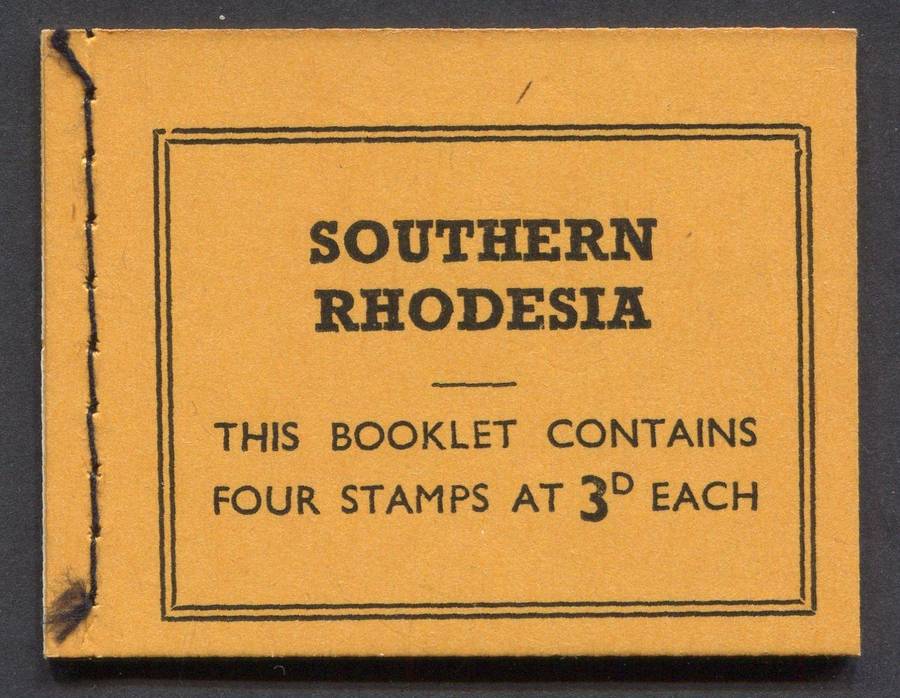 SOUTHERN
RHODESIA
THIS BOOKLET CONTAINS
FOUR STAMPS AT 3D EACH